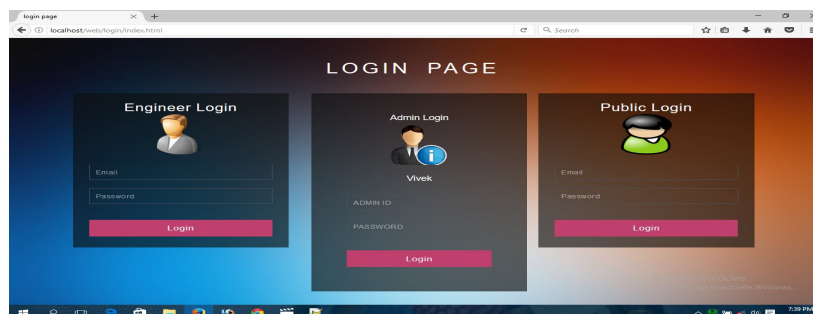 login page
localhost/web/login/index.html
Search
LOGIN PAGE
Engineer Login
Email
Password
Login
Admin Login
Vivek
ADMIN ID
PASSWORD
Login
Public Login
Email
Password
Login
Windows.
7:39 PM